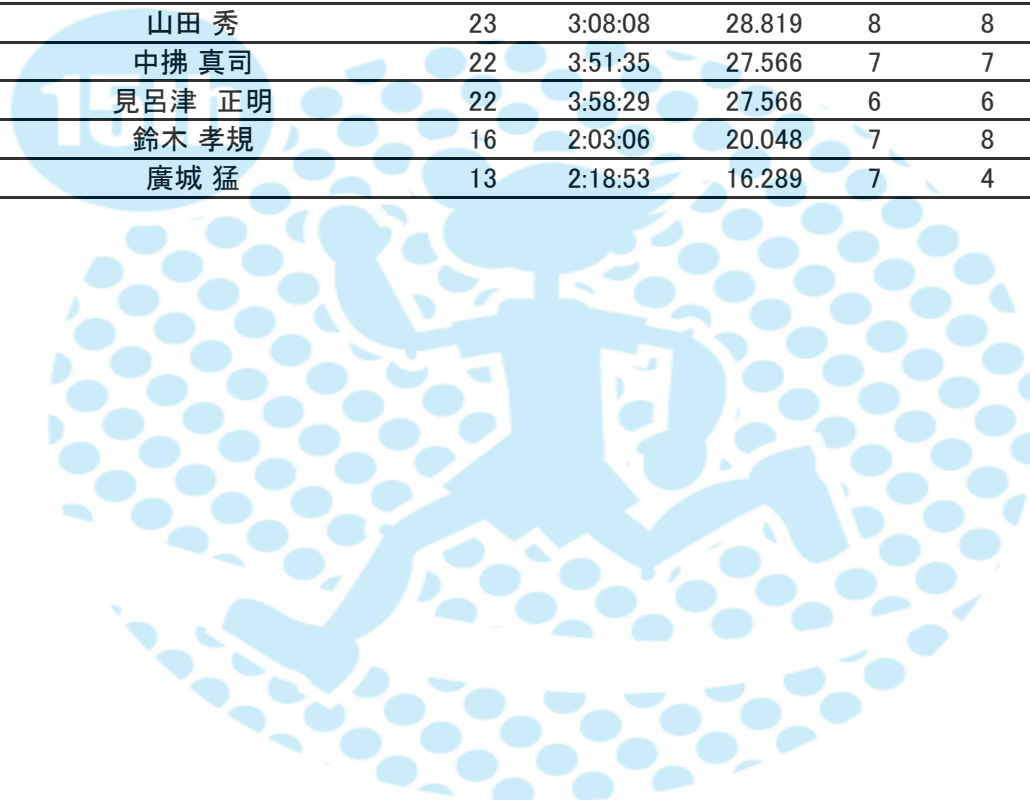 山田 秀 23 3:08:08 28.819 8 8
中拂 真司 22 3:51:35 27.566 7 7
見呂津 正明 22 3:58:29 27.566 6 6
鈴木 孝規 16 2:03:06 20.048 7 8
廣城 猛 13 2:18:53 16.289 7 4
15th